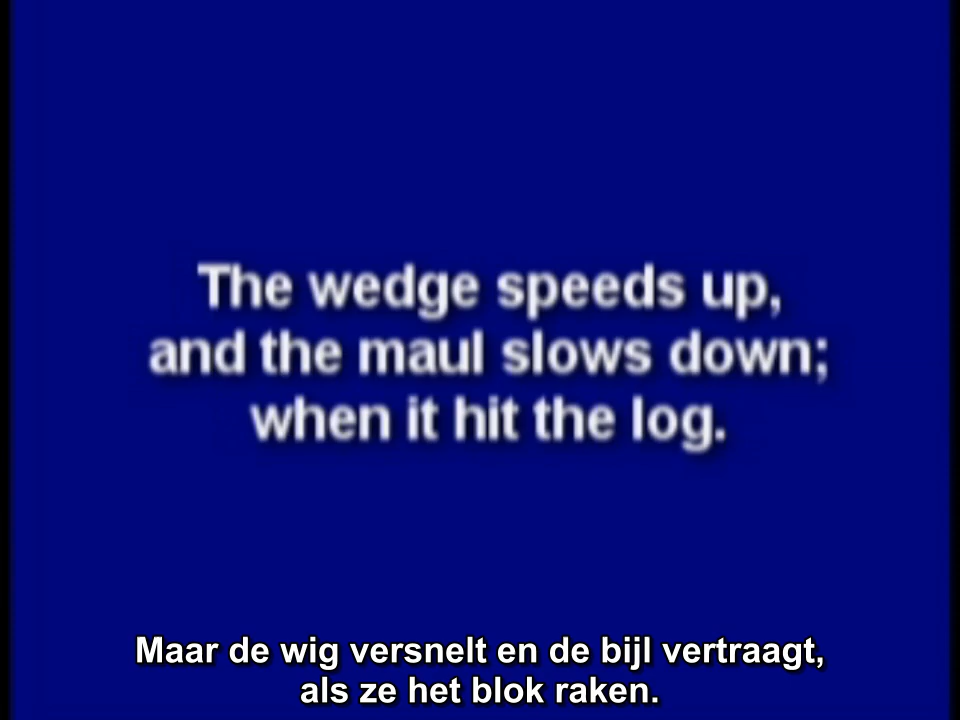 The wedge speeds up,
and the maul slows down;
when it hit the log.
Maar de wig versnelt en de bijl vertraagt,
als ze het blok raken.